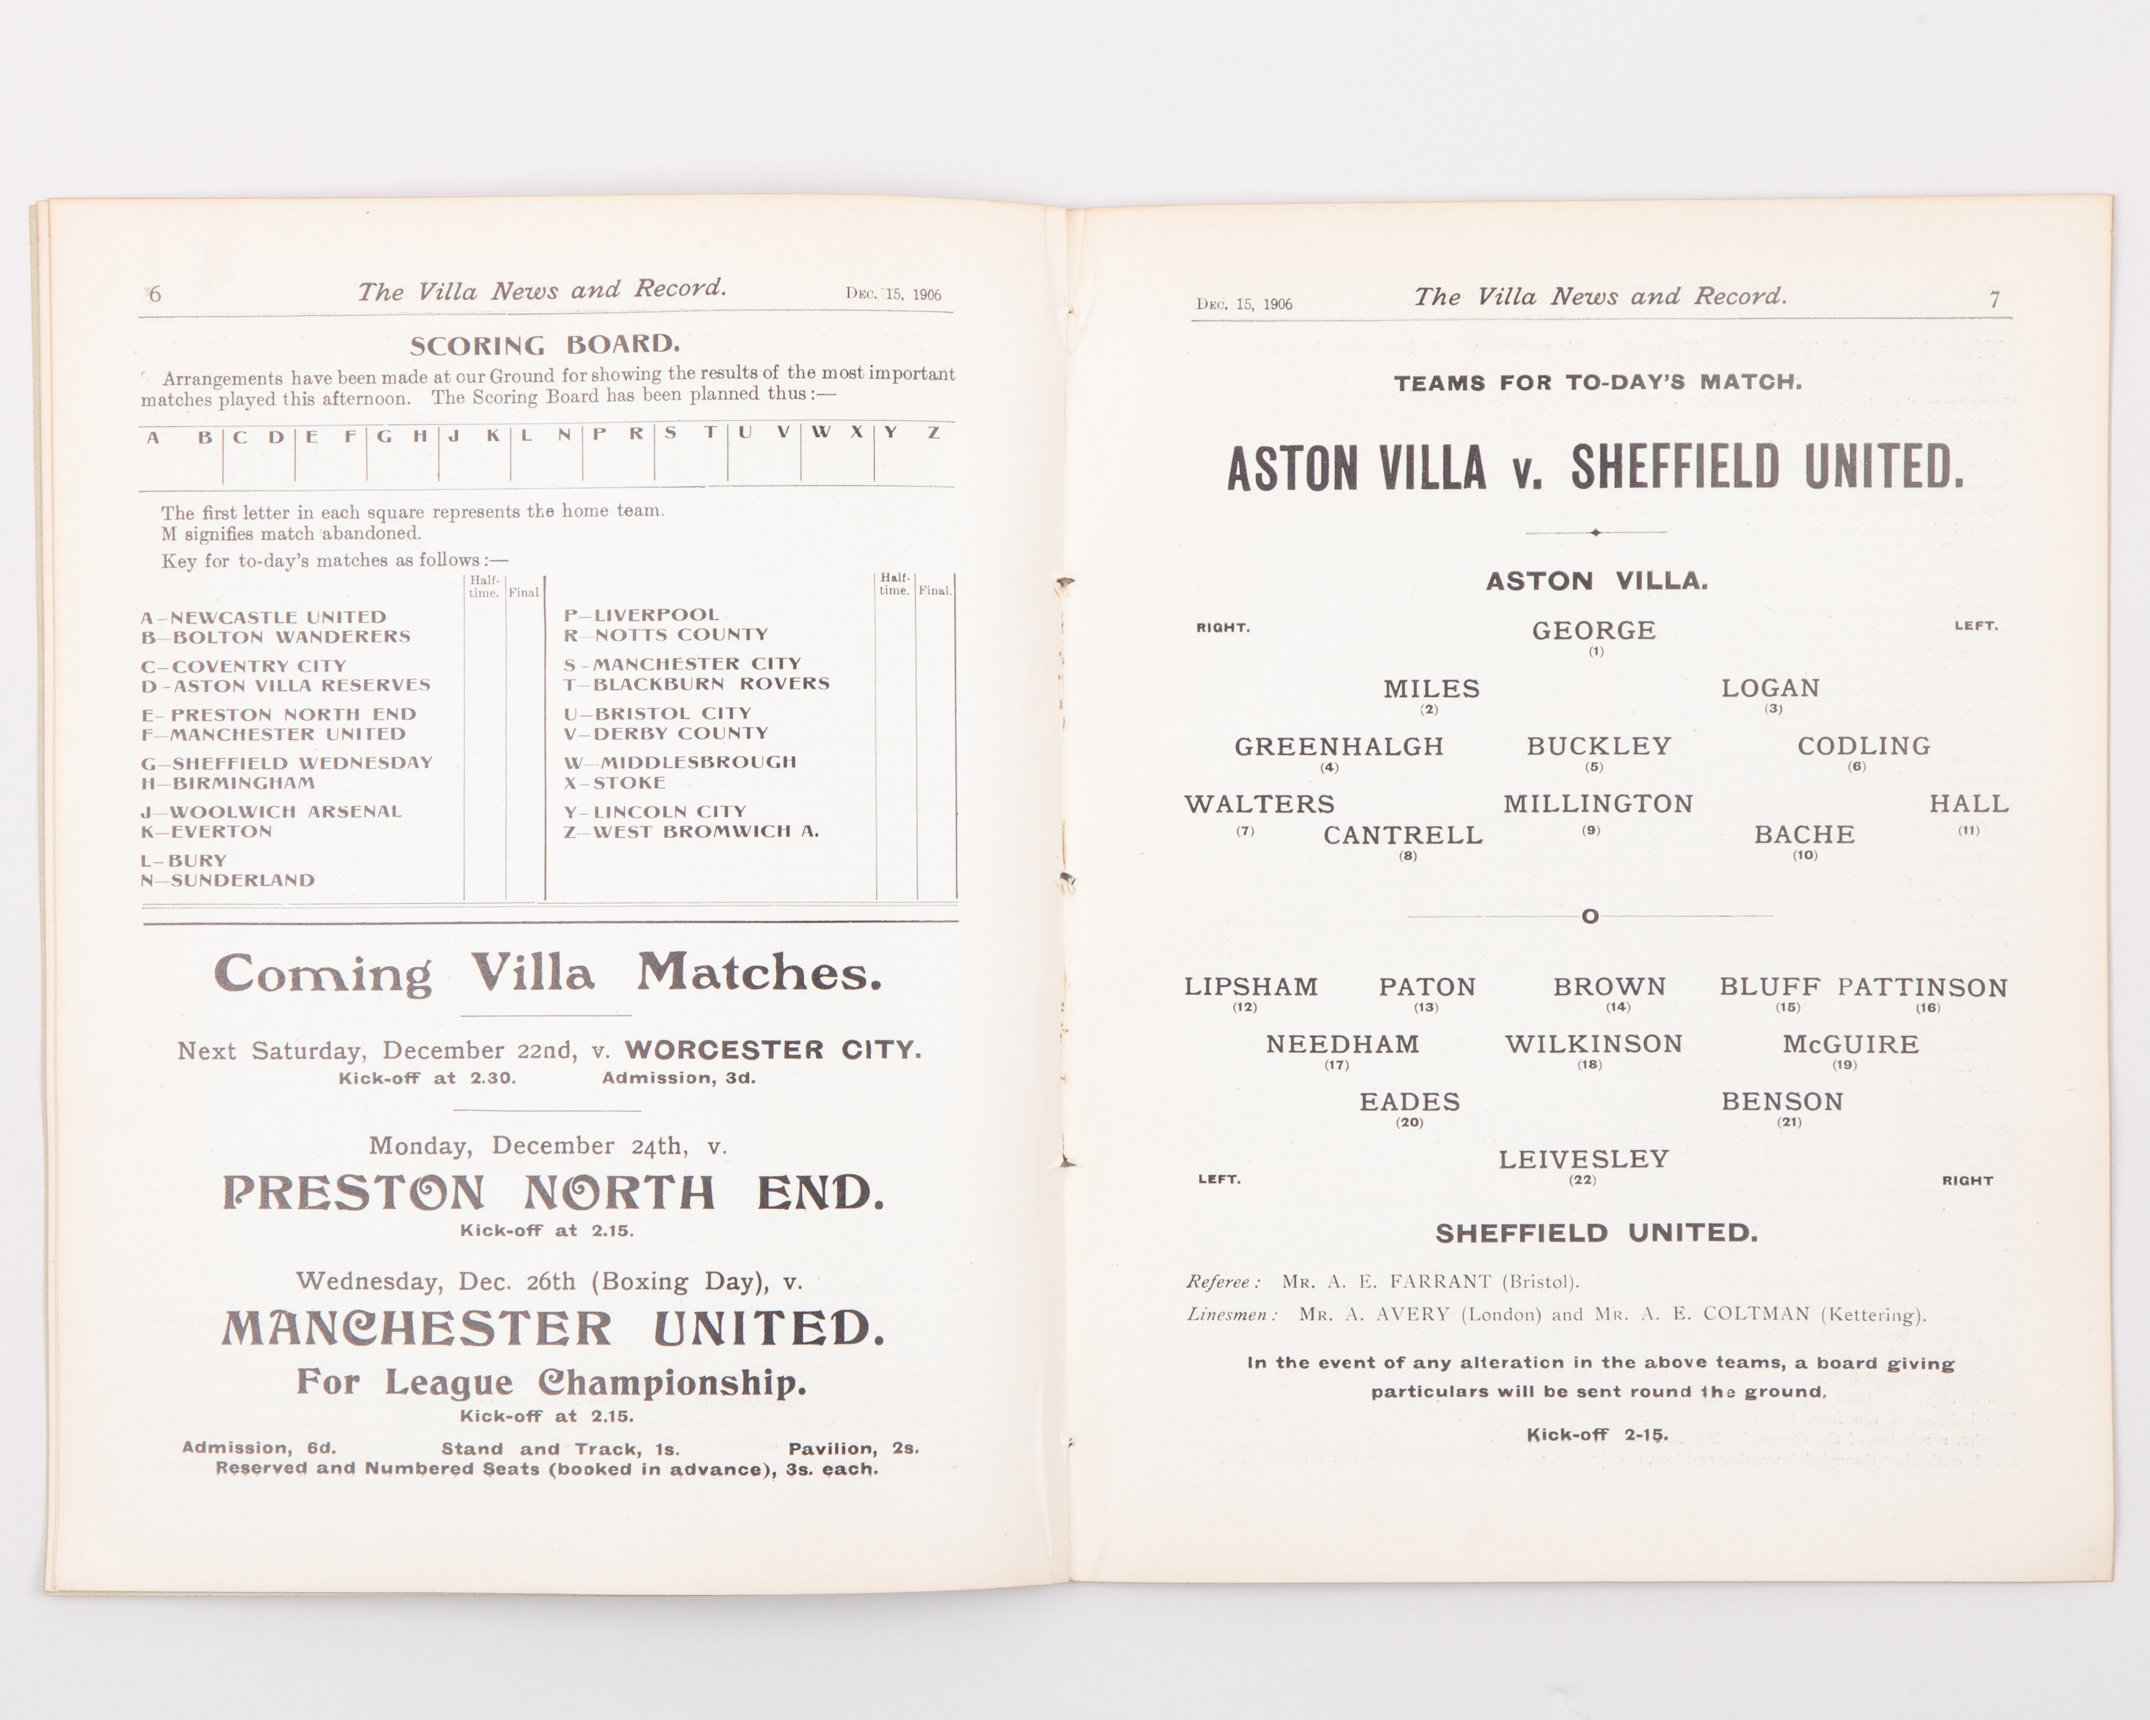 6 The Villa News and Record. DEC. 15, 1906
SCORING BOARD.
Arrangements have been made at our Ground for showing the results of the most important
matches played this afternoon. The Scoring Board has been planned thus :—
A B C D E F G H J K L N P R S T U V W X Y Z
The first letter in each square represents the home team.
M signifies match abandoned.
Key for to-day's matches as follows :—
Half-time. Final.
A—NEWCASTLE UNITED
B—BOLTON WANDERERS
C—COVENTRY CITY
D—ASTON VILLA RESERVES
E—PRESTON NORTH END
F—MANCHESTER UNITED
G—SHEFFIELD WEDNESDAY
H—BIRMINGHAM
J—WOOLWICH ARSENAL
K—EVERTON
L—BURY
N—SUNDERLAND
Half-time. Final.
P—LIVERPOOL
R—NOTTS COUNTY
S—MANCHESTER CITY
T—BLACKBURN ROVERS
U—BRISTOL CITY
V—DERBY COUNTY
W—MIDDLESBROUGH
X—STOKE
Y—LINCOLN CITY
Z—WEST BROMWICH A.
Coming Villa Matches.
Next Saturday, December 22nd, v. WORCESTER CITY.
Kick-off at 2.30. Admission, 3d.
Monday, December 24th, v.
PRESTON NORTH END.
Kick-off at 2.15.
Wednesday, Dec. 26th (Boxing Day), v.
MANCHESTER UNITED.
For League Championship.
Kick-off at 2.15.
Admission, 6d. Stand and Track, 1s. Pavilion, 2s.
Reserved and Numbered Seats (booked in advance), 3s. each.
DEC. 15, 1906 The Villa News and Record. 7
TEAMS FOR TO-DAY'S MATCH.
ASTON VILLA v. SHEFFIELD UNITED.
ASTON VILLA.
RIGHT. GEORGE LEFT.
(1)
MILES LOGAN
(2) (3)
GREENHALGH BUCKLEY CODLING
(4) (5) (6)
WALTERS MILLINGTON HALL
(7) (9) (11)
CANTRELL BACHE
(8) (10)
LIPSHAM PATON BROWN BLUFF PATTINSON
(12) (13) (14) (15) (16)
NEEDHAM WILKINSON McGUIRE
(17) (18) (19)
EADES BENSON
(20) (21)
LEIVESLEY
LEFT. (22) RIGHT
SHEFFIELD UNITED.
Referee : MR. A. E. FARRANT (Bristol).
Linesmen : MR. A. AVERY (London) and MR. A. E. COLTMAN (Kettering).
In the event of any alteration in the above teams, a board giving
particulars will be sent round the ground.
Kick-off 2-15.